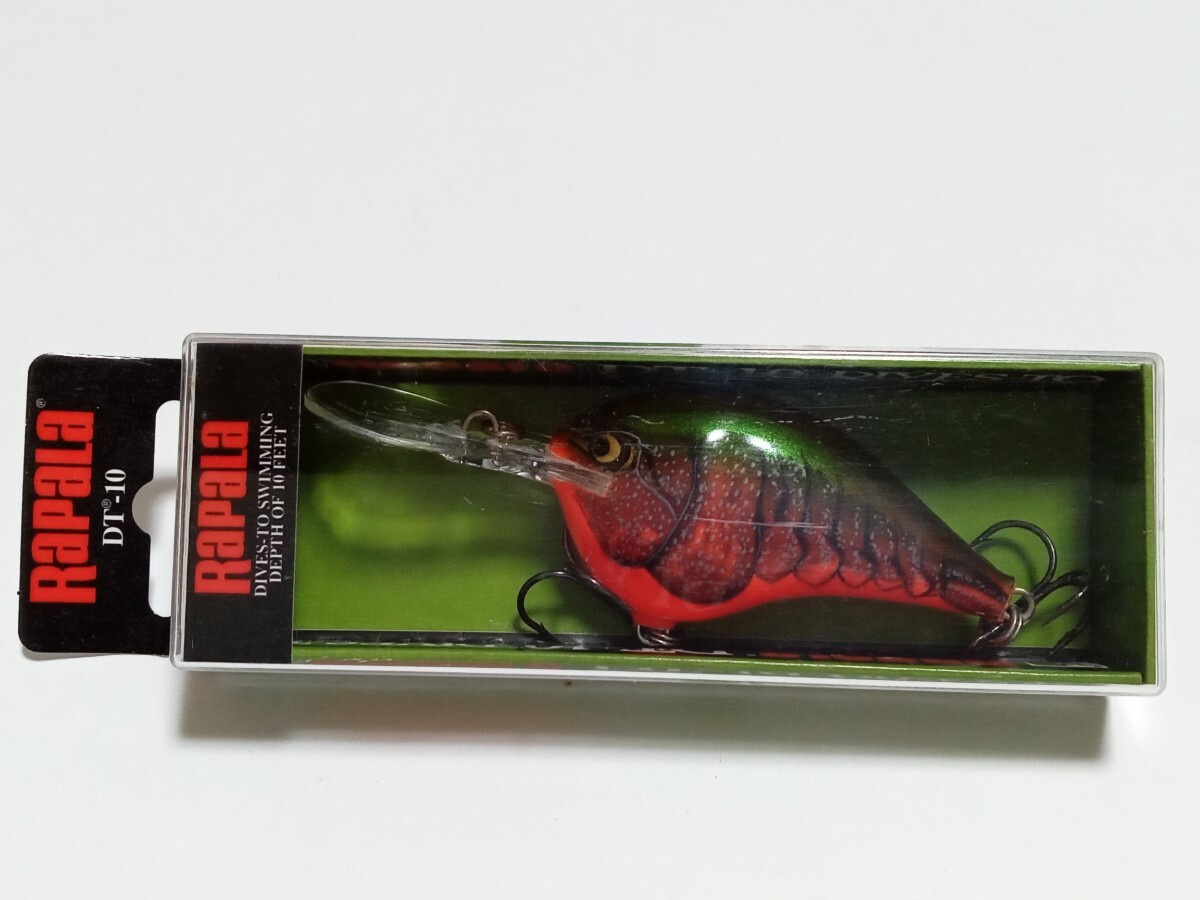 RAPALA®
DT®-10
RAPALA
DIVES-TO SWIMMING
DEPTH OF 10 FEET